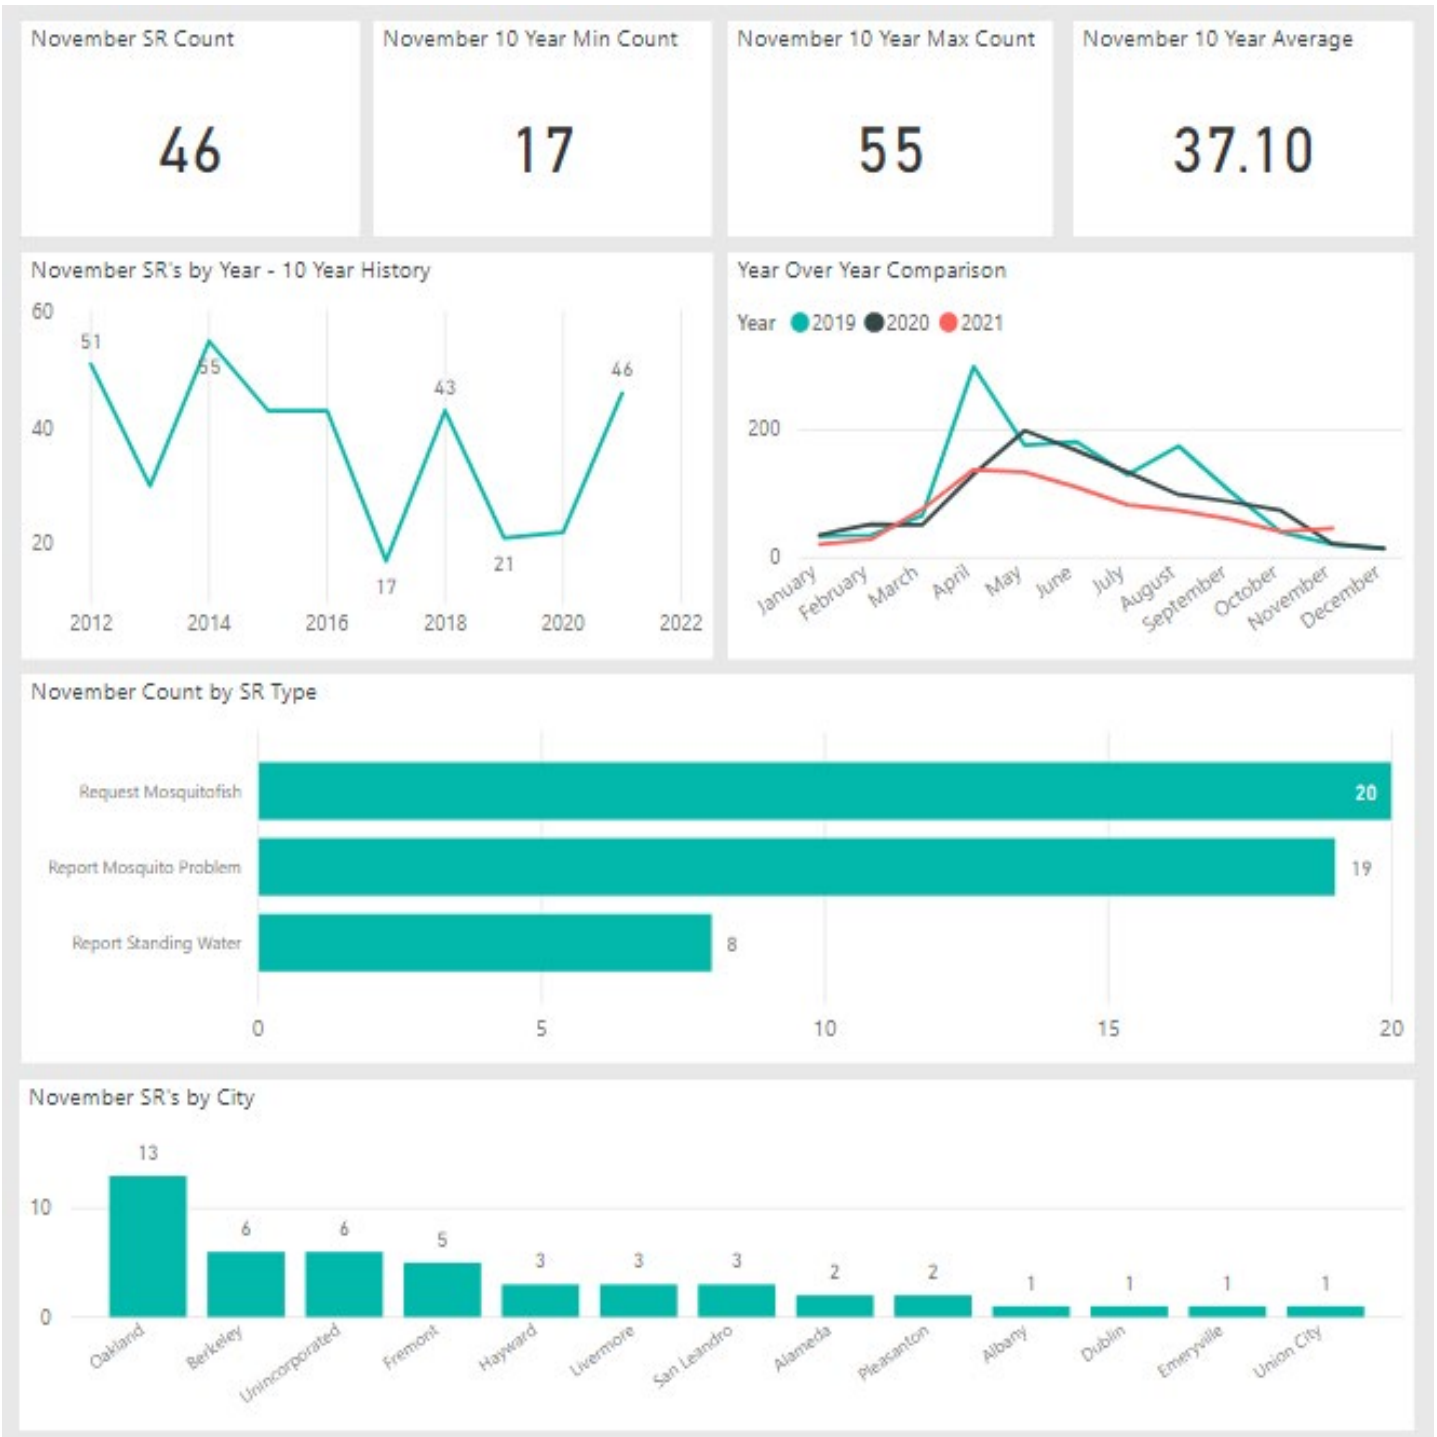 November SR Count
46
November 10 Year Min Count
17
November 10 Year Max Count
55
November 10 Year Average
37.10
November SR's by Year - 10 Year History
60
40
20
51
55
17
43
21
46
2012 2014 2016 2018 2020 2022
Year Over Year Comparison
Year 2019 2020 2021
200
0
January February March April May June July August September October November December
November Count by SR Type
Request Mosquitofish 20
Report Mosquito Problem 19
Report Standing Water 8
0 5 10 15 20
November SR's by City
10
0
13 6 6 5 3 3 3 2 2 1 1 1 1
Oakland Berkeley Unincorporated Fremont Hayward Livermore San Leandro Alameda Pleasanton Albany Dublin Emeryville Union City